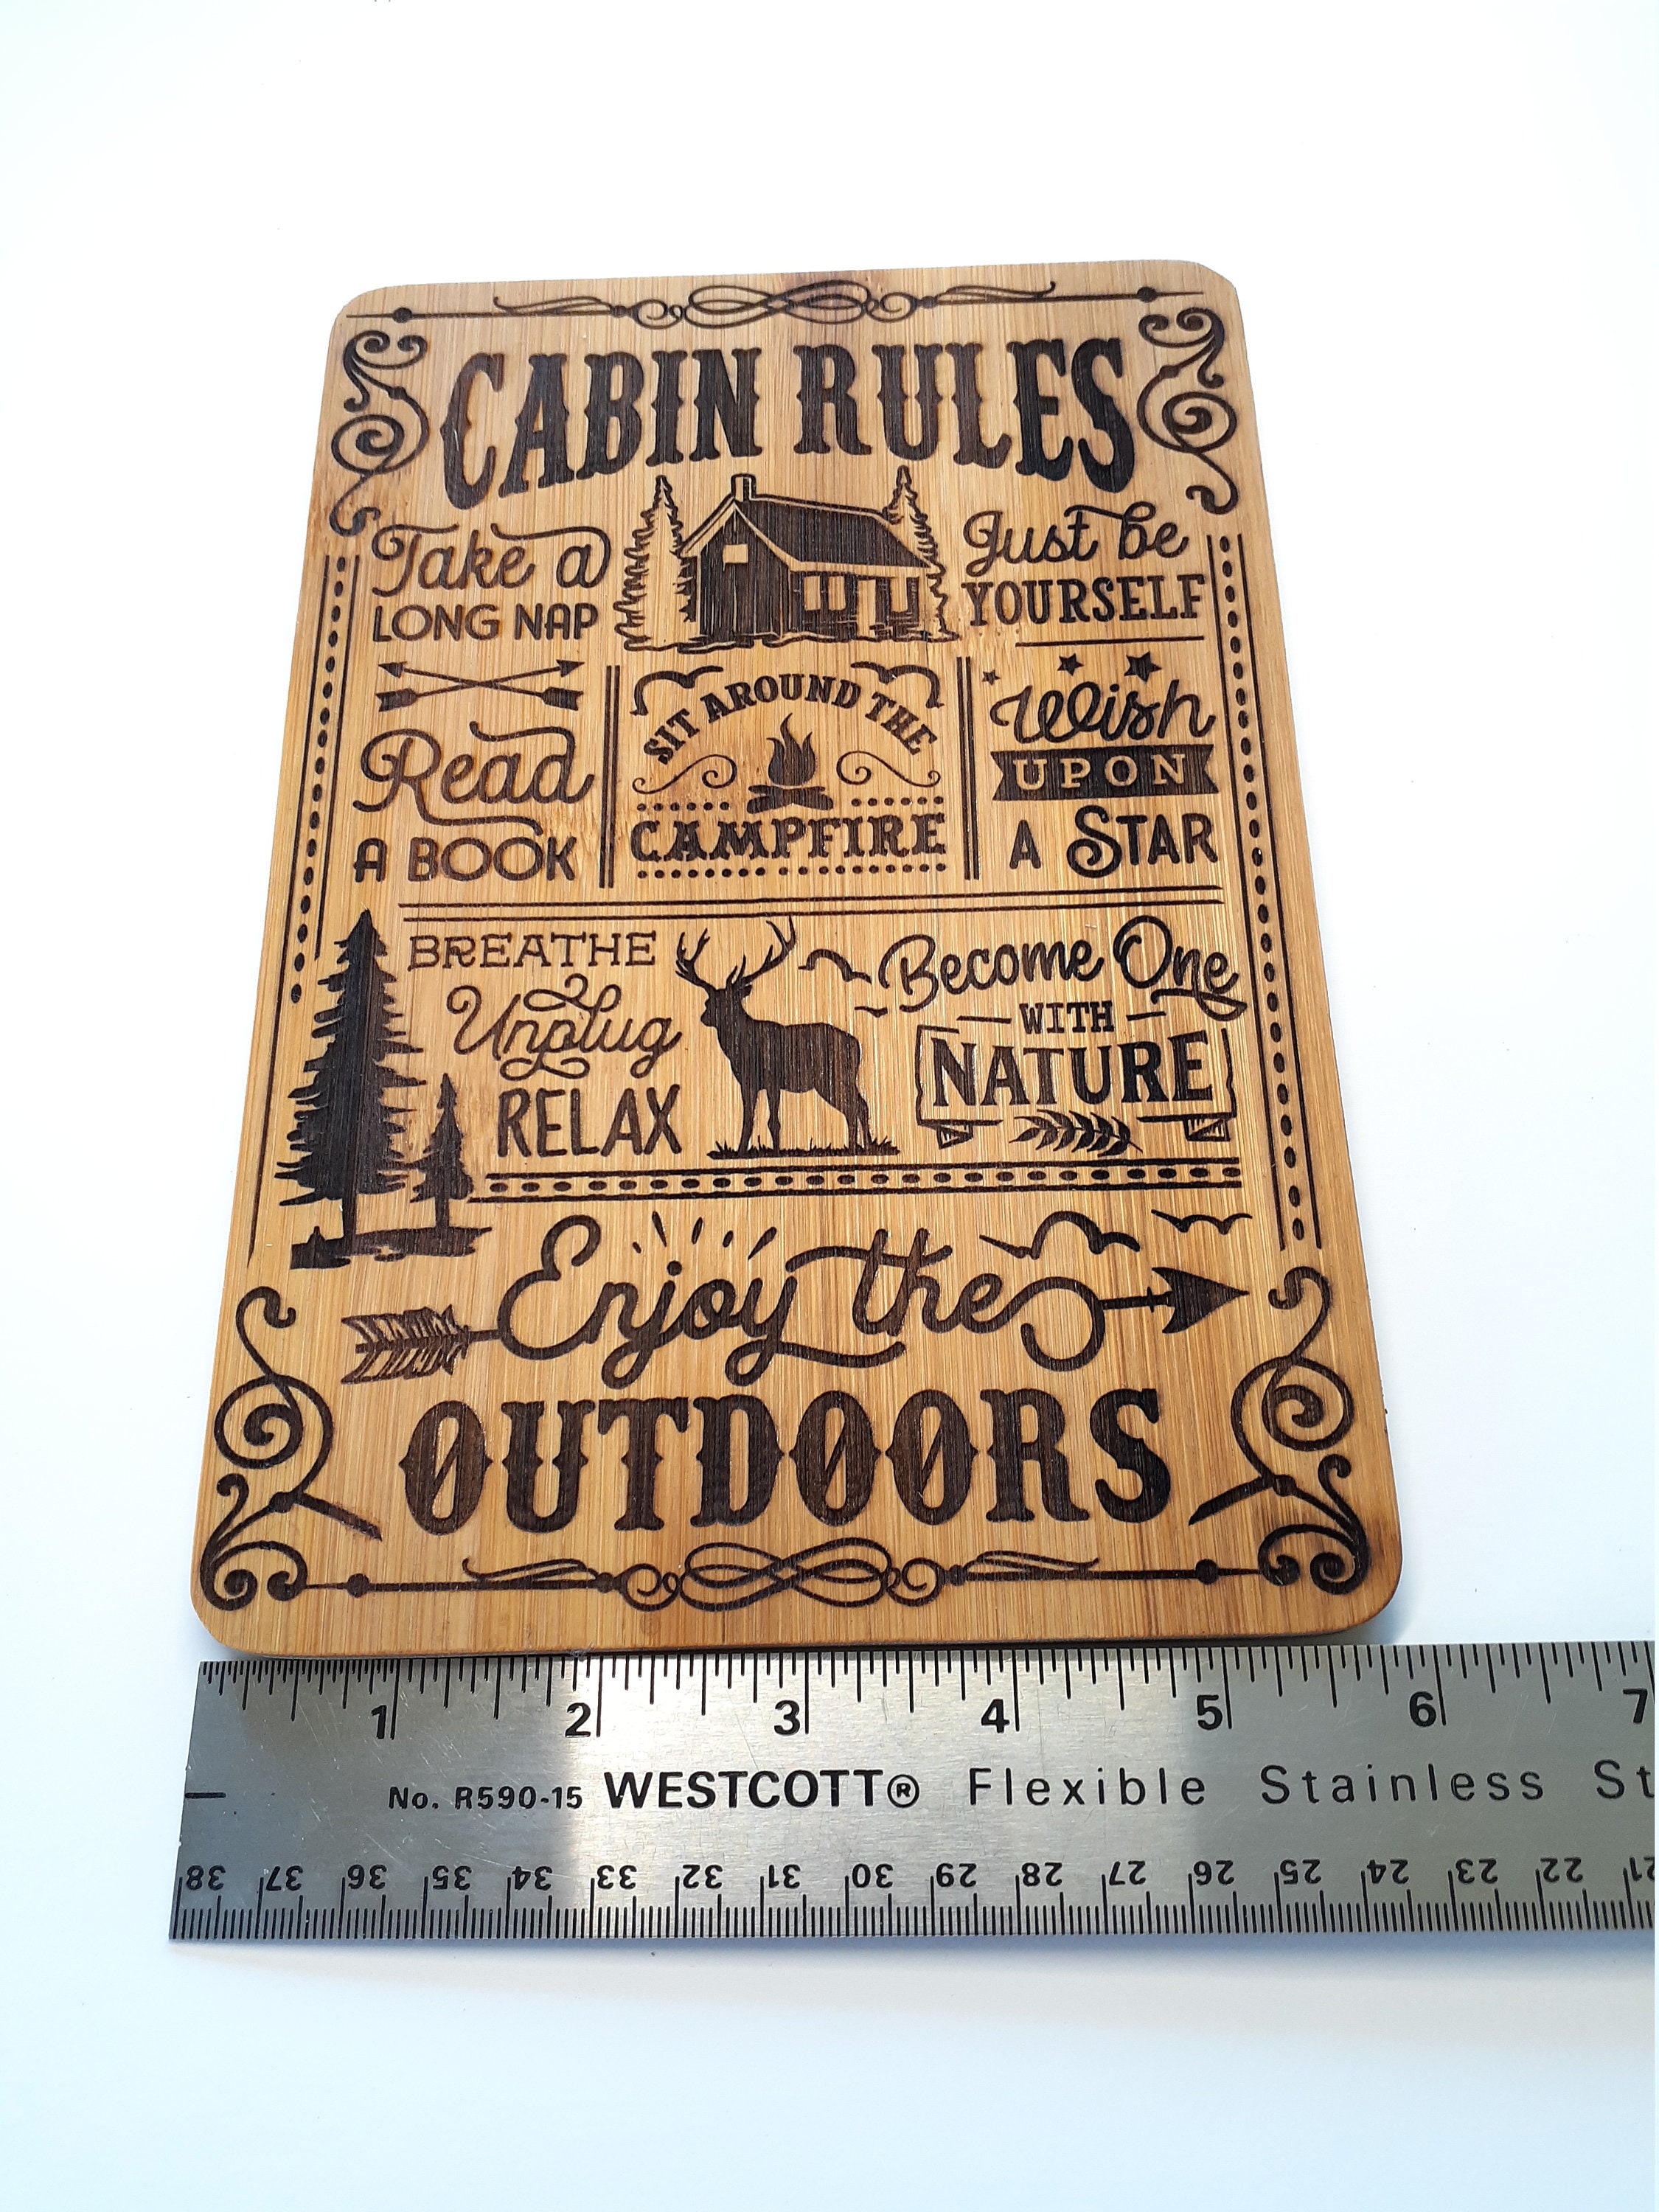 CABIN RULES
Take a
LONG NAP
Just be
YOURSELF
Read
A BOOK
SIT AROUND THE
CAMPFIRE
Wish
UPON
A STAR
BREATHE
Unplug
RELAX
Become One
WITH
NATURE
Enjoy the
OUTDOORS
1 2 3 4 5 6 7
No. R590-15 WESTCOTT® Flexible Stainless St
38 37 36 35 34 33 32 31 30 29 28 27 26 25 24 23 22 21